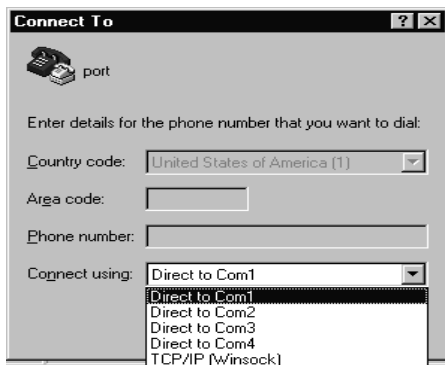 Connect To
port
Enter details for the phone number that you want to dial:
Country code: United States of America (1)
Area code:
Phone number:
Connect using: Direct to Com1
Direct to Com1
Direct to Com2
Direct to Com3
Direct to Com4
TCP/IP (Winsock)